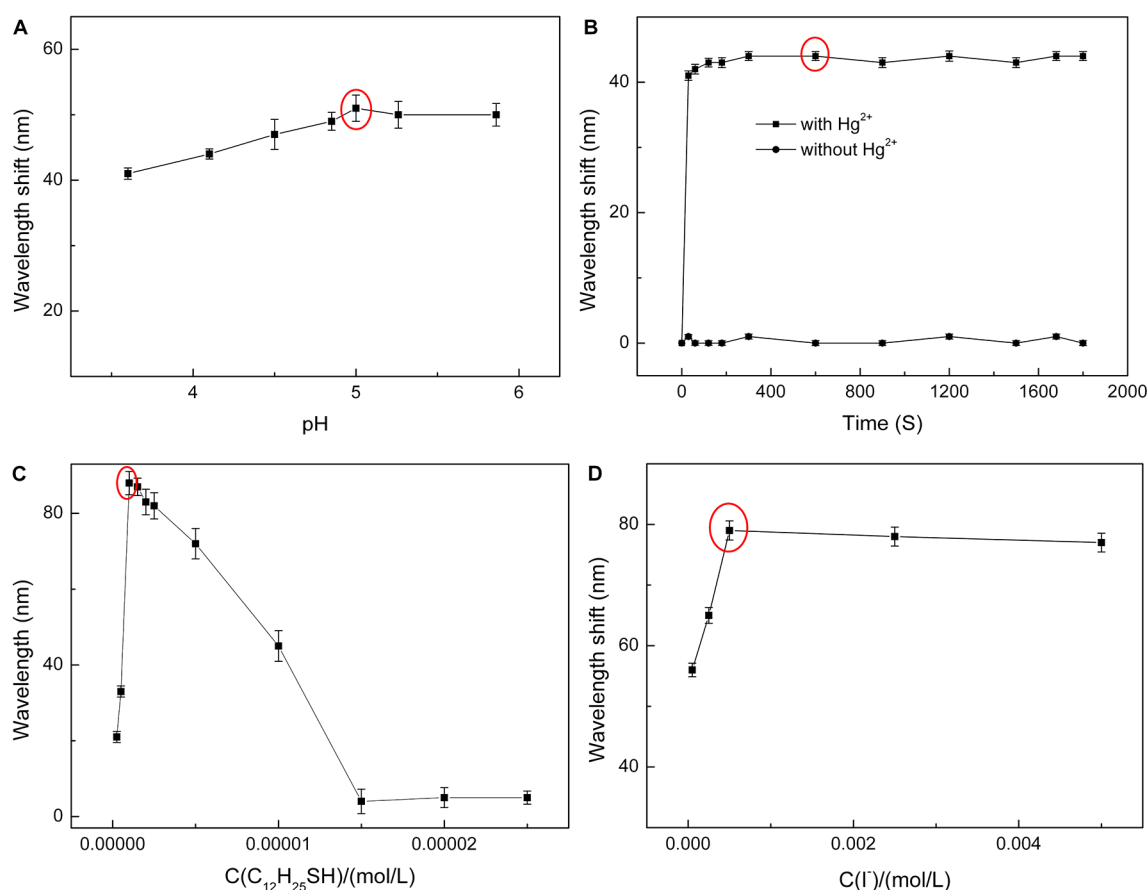 A
60
40
20
4
5
6
Wavelength shift (nm)
pH
B
40
20
0
with Hg²⁺
without Hg²⁺
0
400
800
1200
1600
2000
Wavelength shift (nm)
Time (S)
C
80
40
0
0.00000
0.00001
0.00002
Wavelength (nm)
C(C₁₂H₂₅SH)/(mol/L)
D
80
60
40
0.000
0.002
0.004
Wavelength shift (nm)
C(I⁻)/(mol/L)